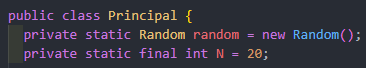 public class Principal {
private static Random random = new Random();
private static final int N = 20;